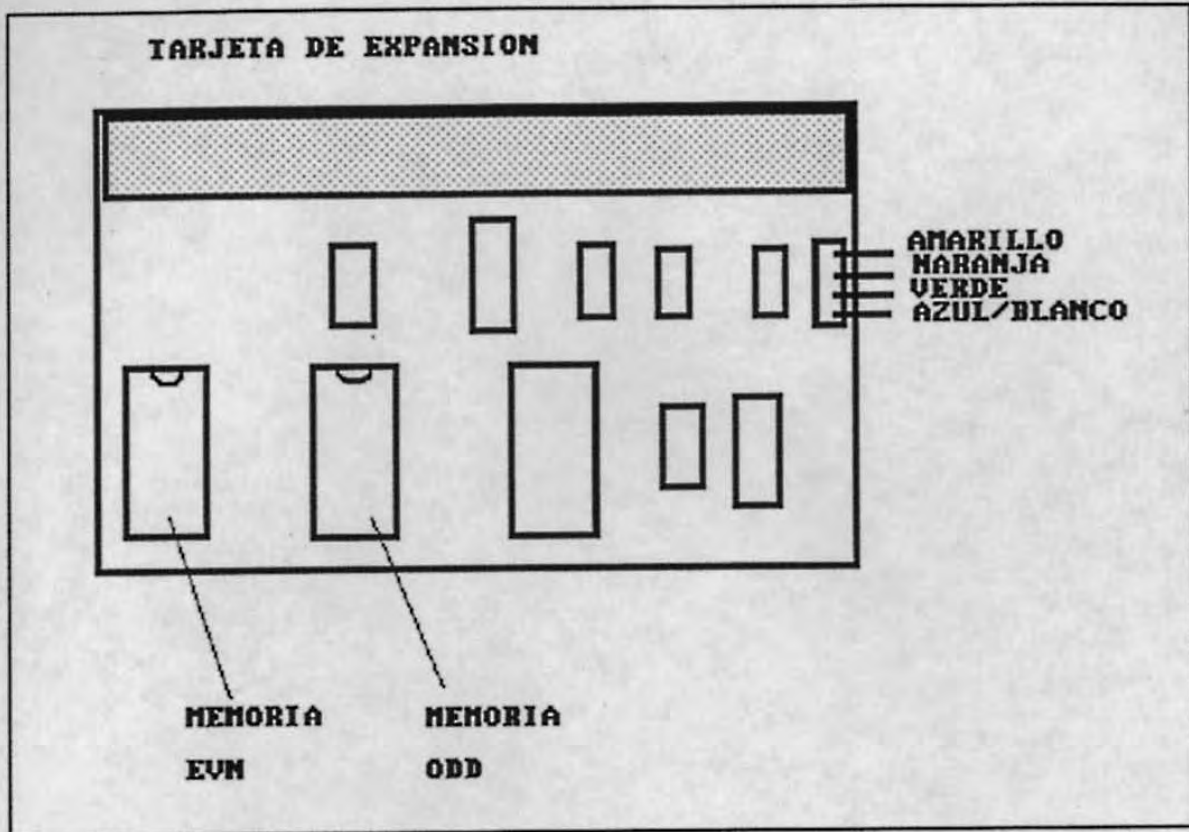 TARJETA DE EXPANSION
AMARILLO
NARANJA
VERDE
AZUL/BLANCO
MEMORIA MEMORIA
EVN ODD